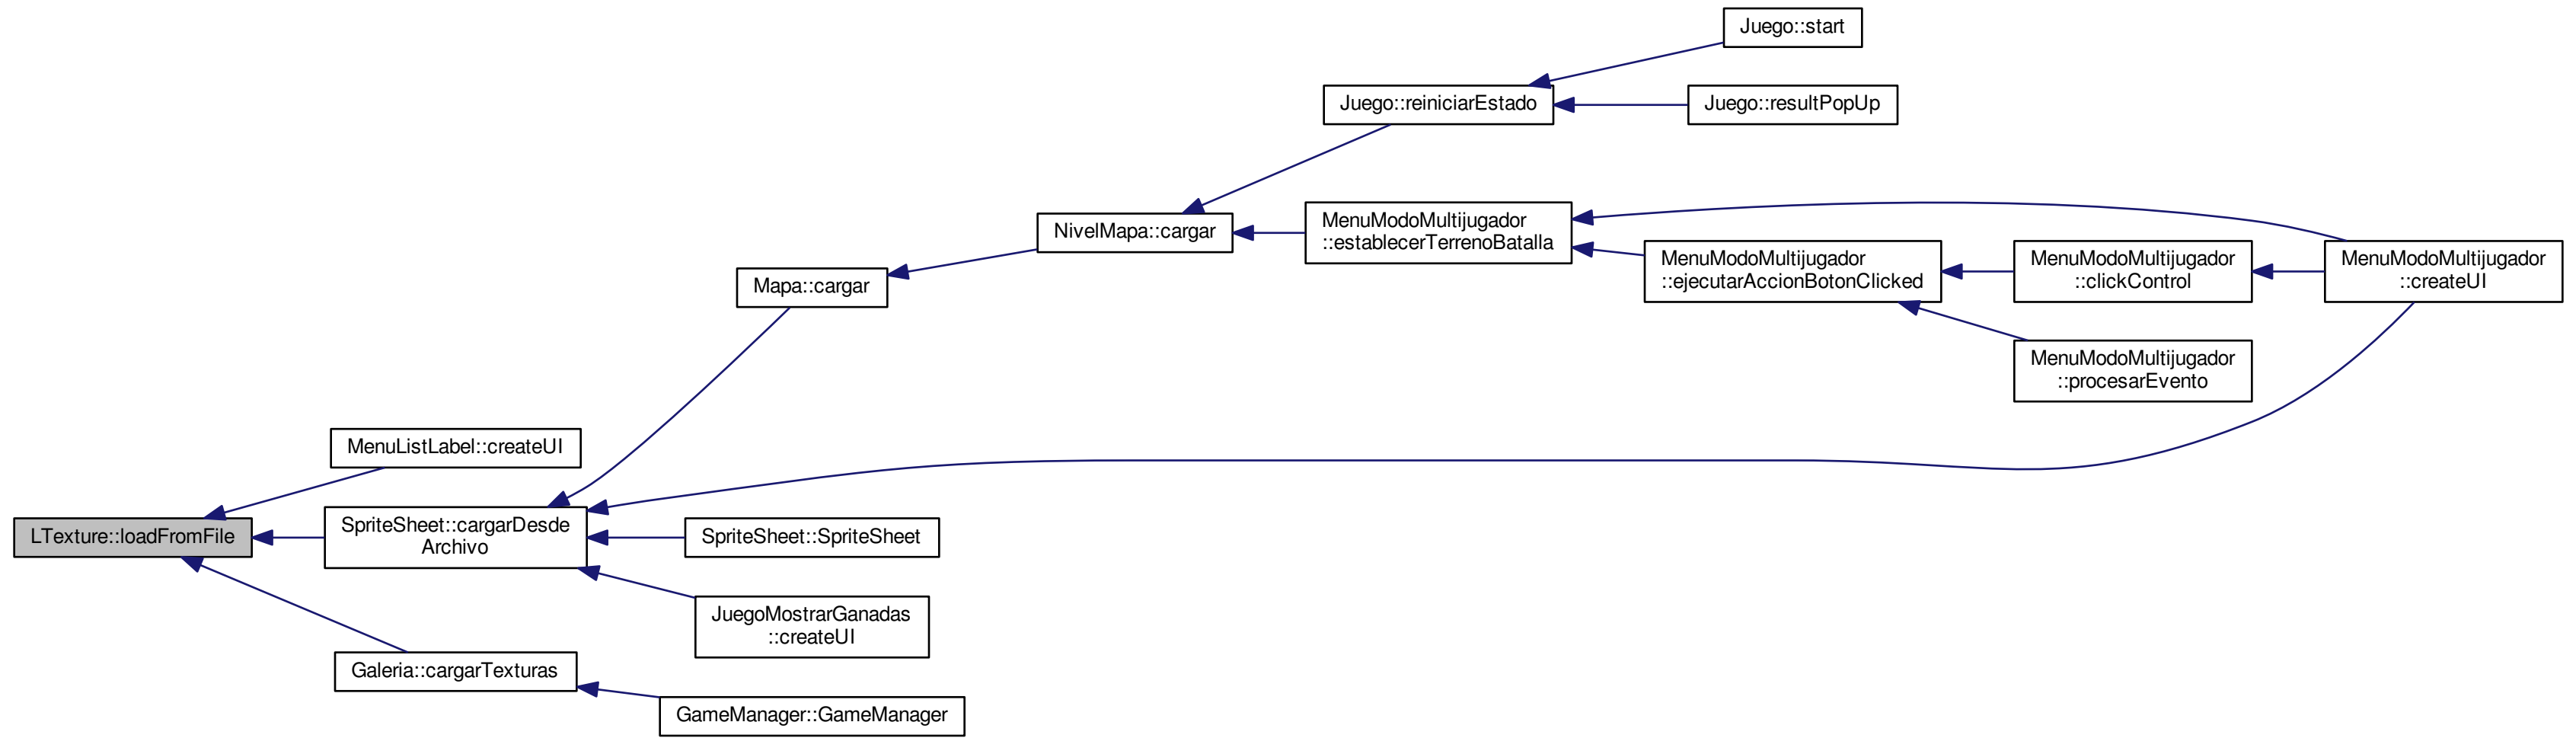 Juego::start
Juego::reiniciarEstado
Juego::resultPopUp
NivelMapa::cargar
MenuModoMultijugador
::establecerTerrenoBatalla
MenuModoMultijugador
::ejecutarAccionBotonClicked
MenuModoMultijugador
::clickControl
MenuModoMultijugador
::createUI
Mapa::cargar
MenuModoMultijugador
::procesarEvento
MenuListLabel::createUI
LTexture::loadFromFile
SpriteSheet::cargarDesde
Archivo
SpriteSheet::SpriteSheet
JuegoMostrarGanadas
::createUI
Galeria::cargarTexturas
GameManager::GameManager